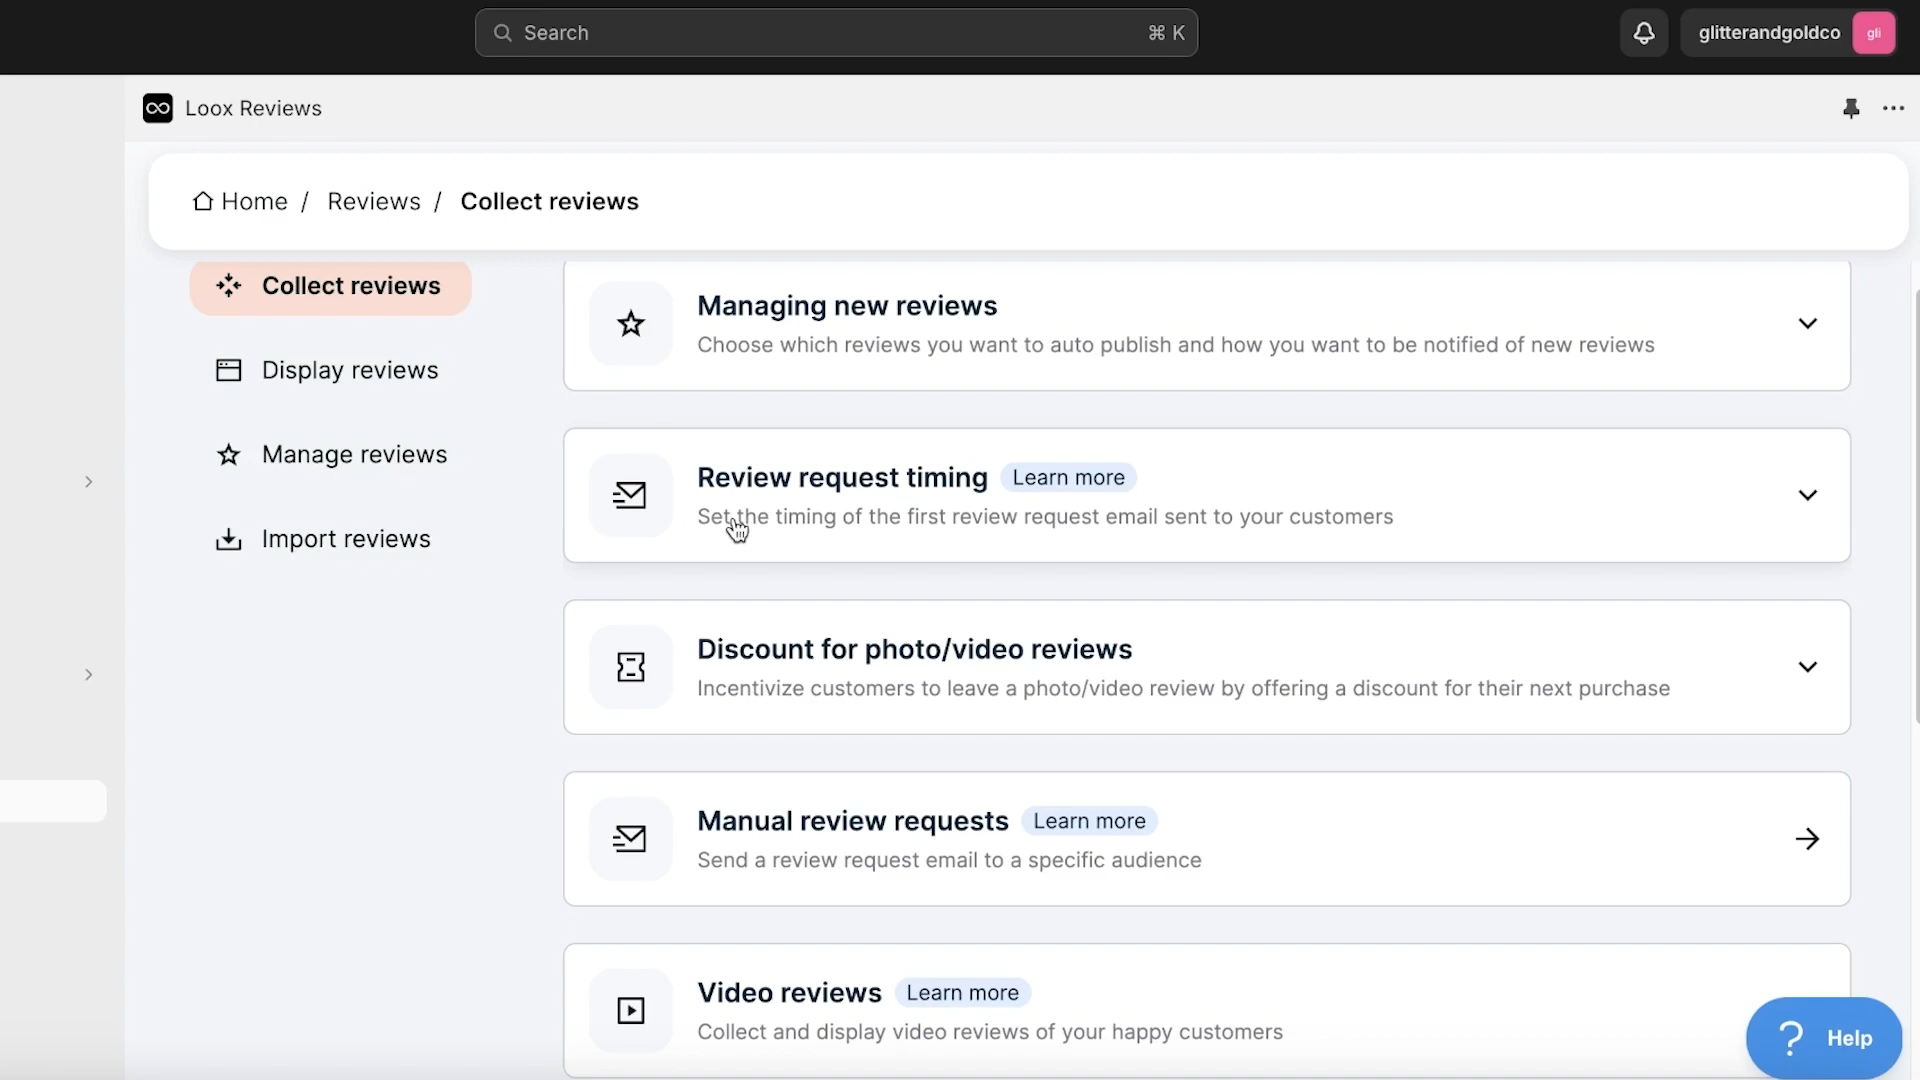 Search
⌘ K
glitterandgoldco
gli
Loox Reviews
Home / Reviews / Collect reviews
Collect reviews
Display reviews
Manage reviews
Import reviews
Managing new reviews
Choose which reviews you want to auto publish and how you want to be notified of new reviews
Review request timing Learn more
Set the timing of the first review request email sent to your customers
Discount for photo/video reviews
Incentivize customers to leave a photo/video review by offering a discount for their next purchase
Manual review requests Learn more
Send a review request email to a specific audience
Video reviews Learn more
Collect and display video reviews of your happy customers
? Help